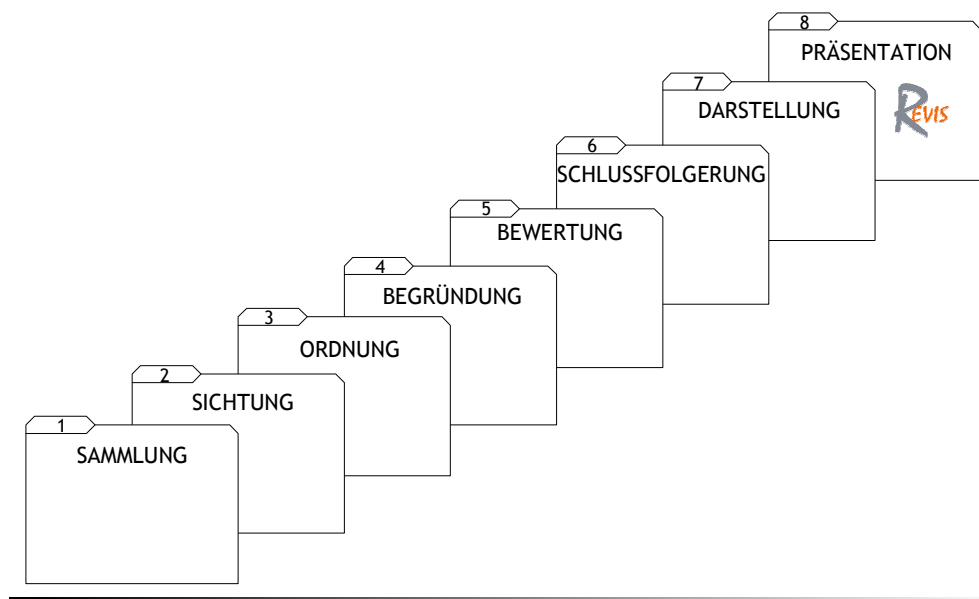 8
PRÄSENTATION
REVIS
7
DARSTELLUNG
6
SCHLUSSFOLGERUNG
5
BEWERTUNG
4
BEGRÜNDUNG
3
ORDNUNG
2
SICHTUNG
1
SAMMLUNG